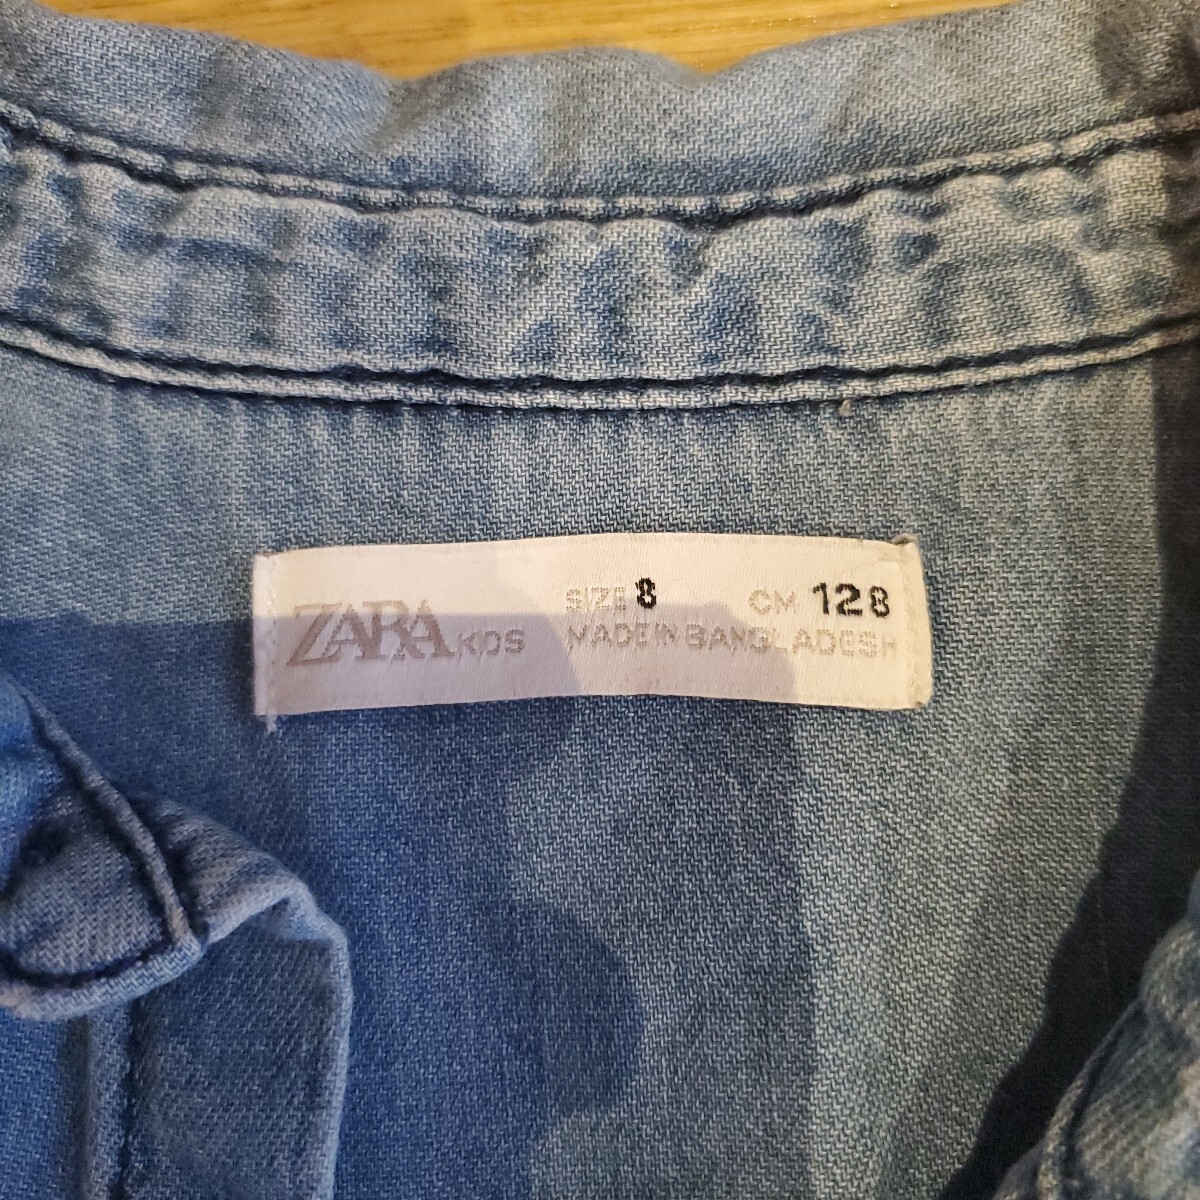 ZARA KIDS
SIZE 8 CM 128
MADE IN BANGLADESH